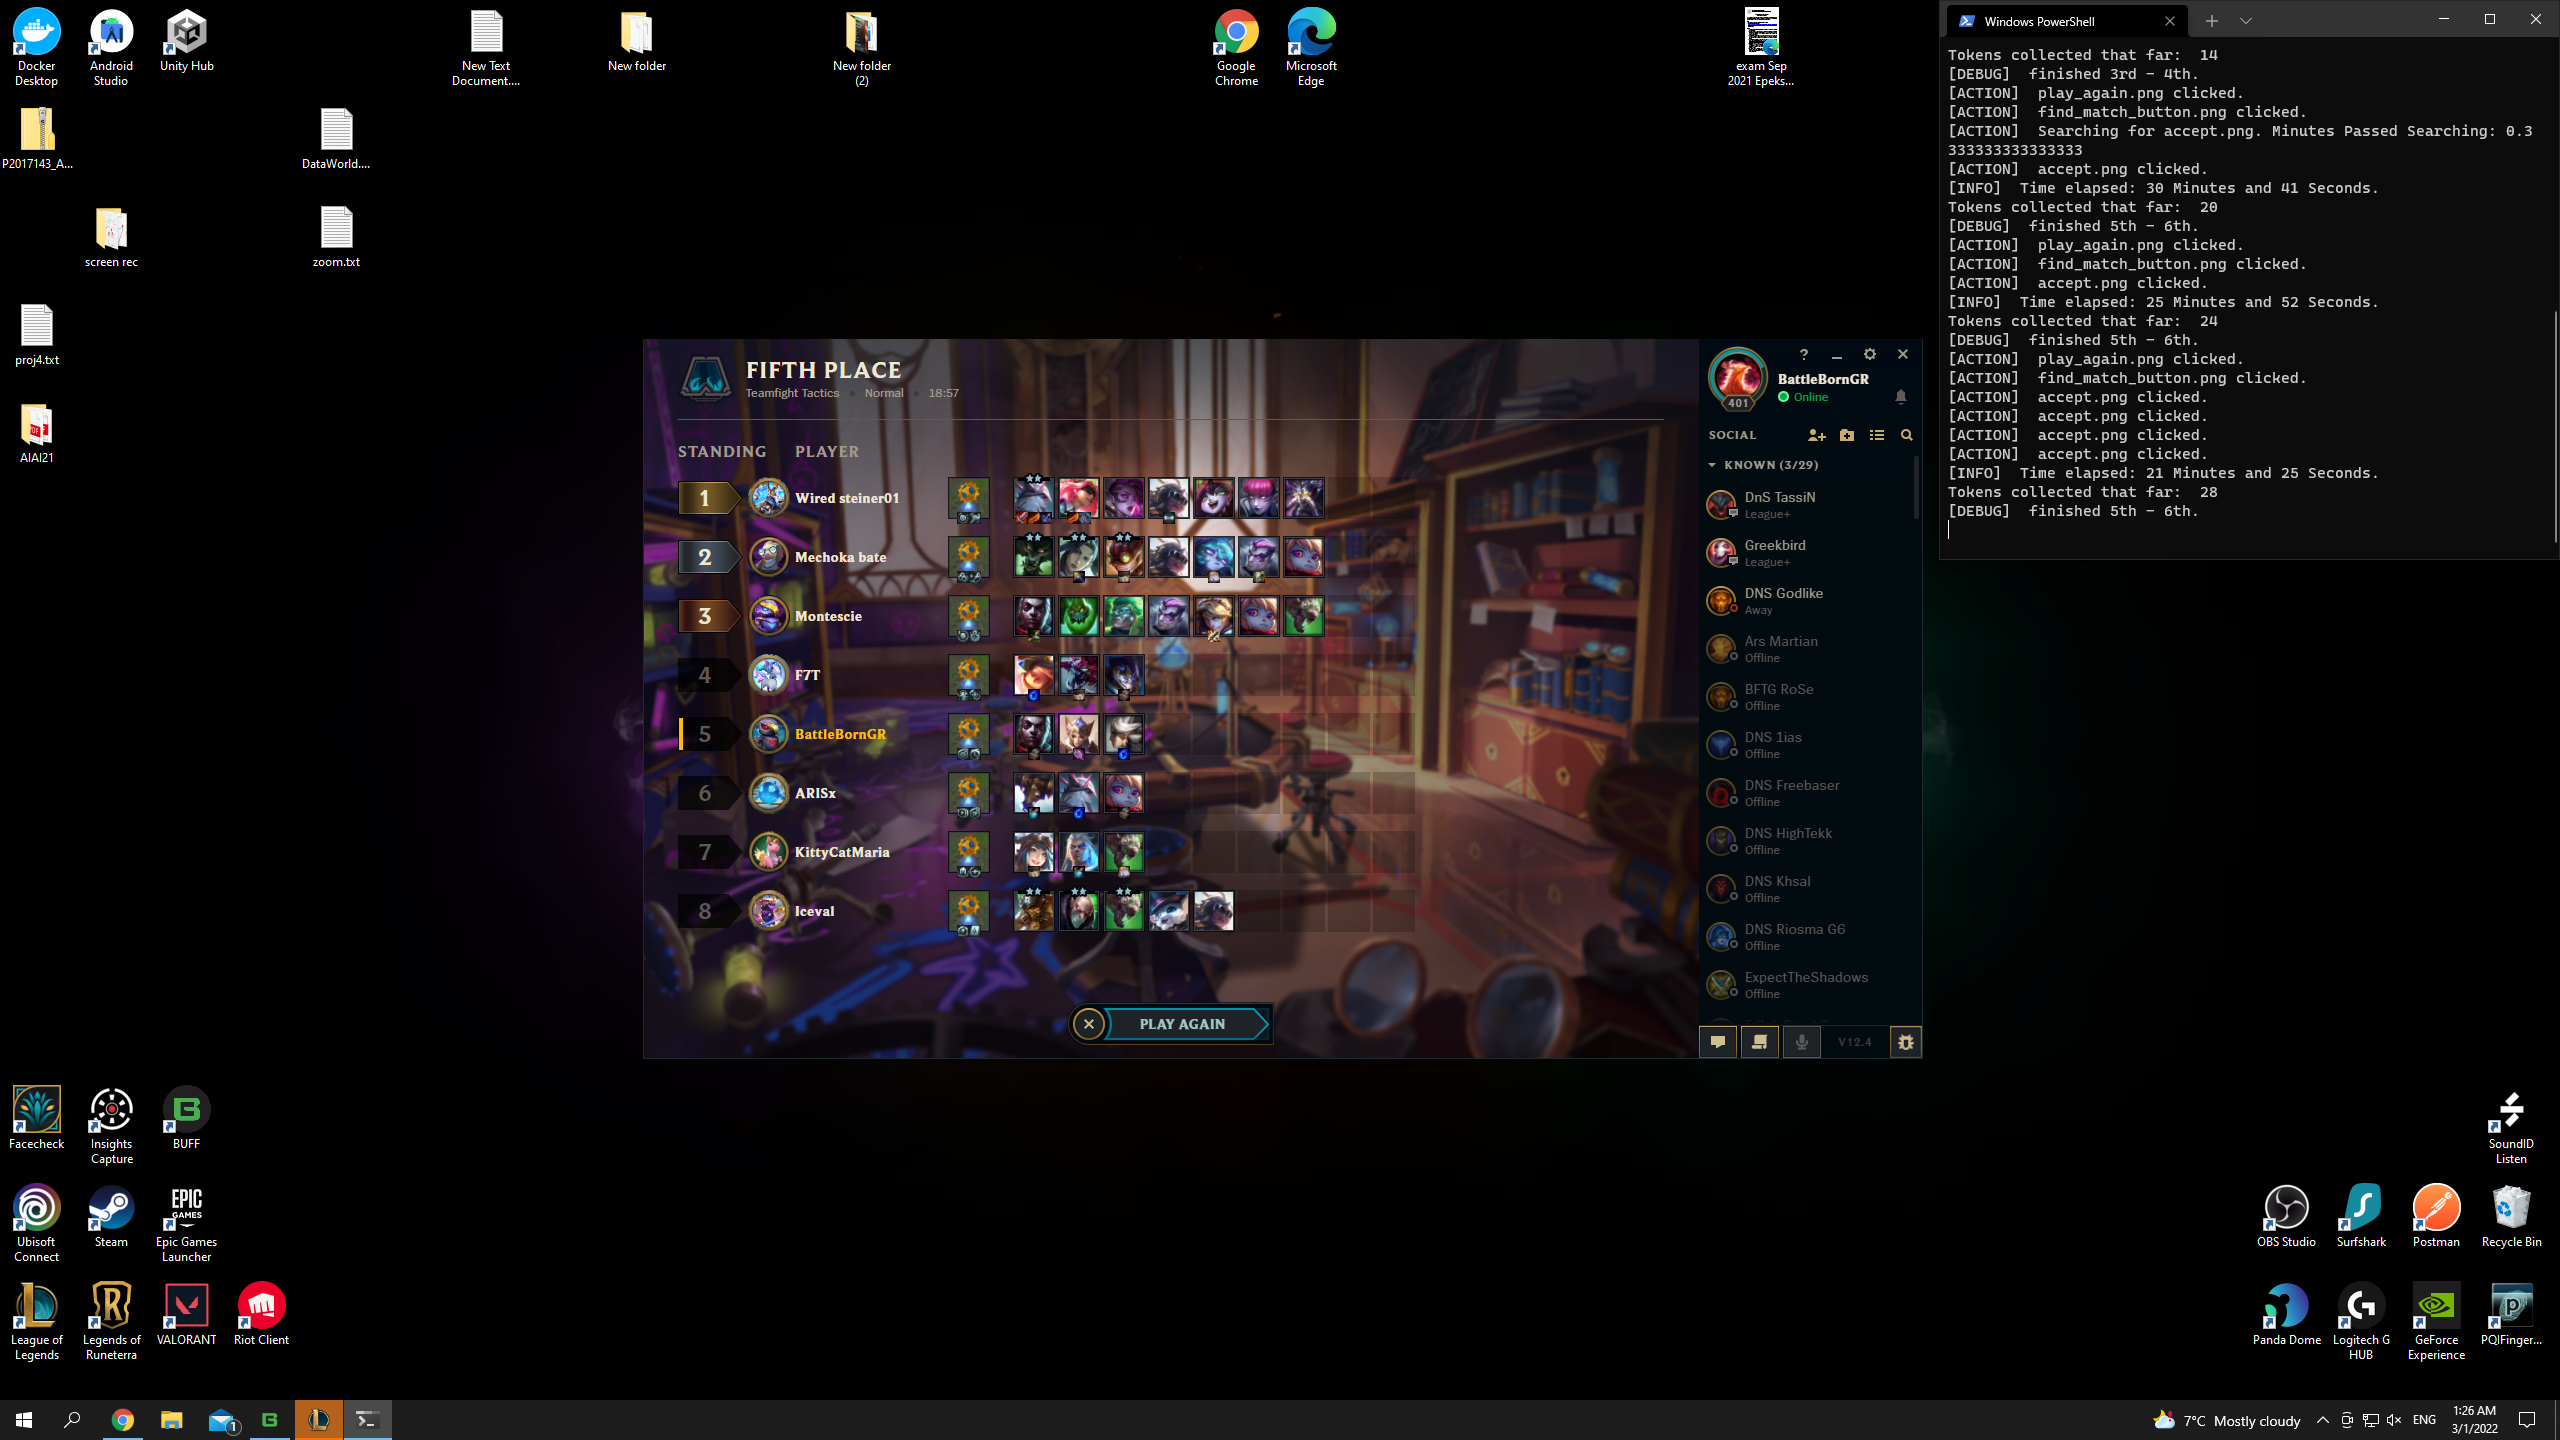 Docker
Desktop
Android
Studio
Unity Hub
New Text
Document....
New folder
New folder
(2)
Google
Chrome
Microsoft
Edge
exam Sep
2021 Epeks...
P2017143_A...
DataWorld....
screen rec
zoom.txt
proj4.txt
AIAI21
Windows PowerShell
Tokens collected that far:  14
[DEBUG]  finished 3rd - 4th.
[ACTION]  play_again.png clicked.
[ACTION]  find_match_button.png clicked.
[ACTION]  Searching for accept.png. Minutes Passed Searching: 0.3
333333333333333
[ACTION]  accept.png clicked.
[INFO]  Time elapsed: 30 Minutes and 41 Seconds.
Tokens collected that far:  20
[DEBUG]  finished 5th - 6th.
[ACTION]  play_again.png clicked.
[ACTION]  find_match_button.png clicked.
[ACTION]  accept.png clicked.
[INFO]  Time elapsed: 25 Minutes and 52 Seconds.
Tokens collected that far:  24
[DEBUG]  finished 5th - 6th.
[ACTION]  play_again.png clicked.
[ACTION]  find_match_button.png clicked.
[ACTION]  accept.png clicked.
[ACTION]  accept.png clicked.
[ACTION]  accept.png clicked.
[ACTION]  accept.png clicked.
[INFO]  Time elapsed: 21 Minutes and 25 Seconds.
Tokens collected that far:  28
[DEBUG]  finished 5th - 6th.
FIFTH PLACE
Teamfight Tactics • Normal • 18:57
STANDING PLAYER
1 Wired steiner01
2 Mechoka bate
3 Montescie
4 F7T
5 BattleBornGR
6 ARISx
7 KittyCatMaria
8 Iceval
PLAY AGAIN
401
BattleBornGR
Online
SOCIAL
KNOWN (3/29)
DnS TassiN
League+
Greekbird
League+
DNS Godlike
Away
Ars Martian
Offline
BFTG RoSe
Offline
DNS 1ias
Offline
DNS Freebaser
Offline
DNS HighTekk
Offline
DNS Khsal
Offline
DNS Riosma G6
Offline
ExpectTheShadows
Offline
V12.4
Facecheck
Insights
Capture
BUFF
Ubisoft
Connect
Steam
EPIC
GAMES
Epic Games
Launcher
League of
Legends
Legends of
Runeterra
VALORANT
Riot Client
SoundID
Listen
OBS Studio
Surfshark
Postman
Recycle Bin
Panda Dome
Logitech G
HUB
GeForce
Experience
PQIFinger...
1
7°C Mostly cloudy
ENG
1:26 AM
3/1/2022